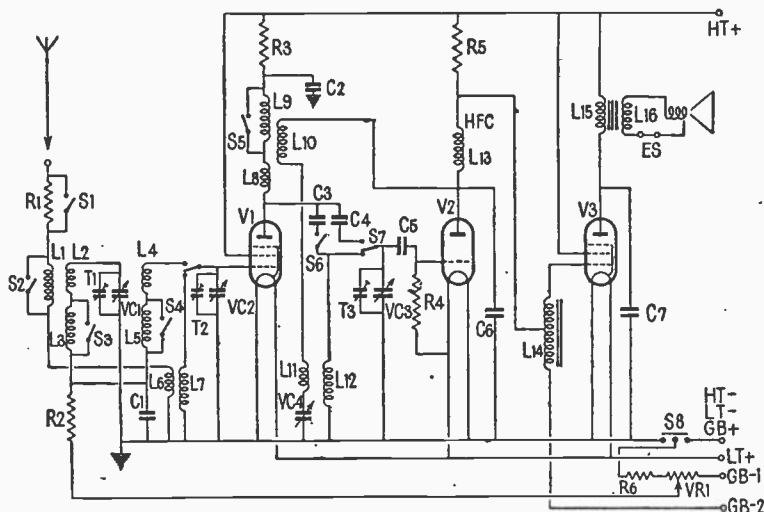 HT+
R3
R5
C2
L9
S5
L10
HFC
L13
L15
L16
ES
L8
R1
S1
C3
C4
V1
V2
V3
S6
S7
C5
L1
L2
L4
S2
T1
VC1
T2
VC2
T3
VC3
R4
L3
S3
L5
S4
C6
C7
L14
L6
L7
L11
L12
VC4
C1
R2
HT-
LT-
GB+
S8
LT+
R6
VR1
GB-1
GB-2